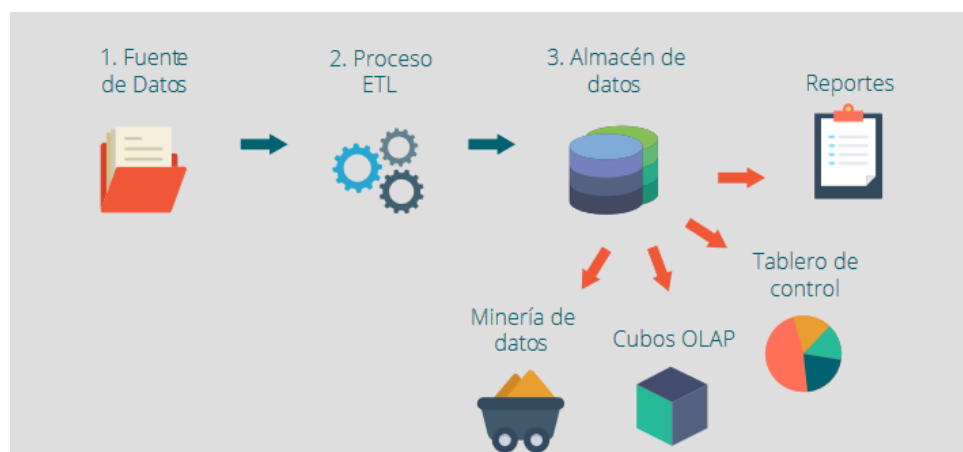 1. Fuente
de Datos
2. Proceso
ETL
3. Almacén de
datos
Reportes
Tablero de
control
Minería de
datos
Cubos OLAP